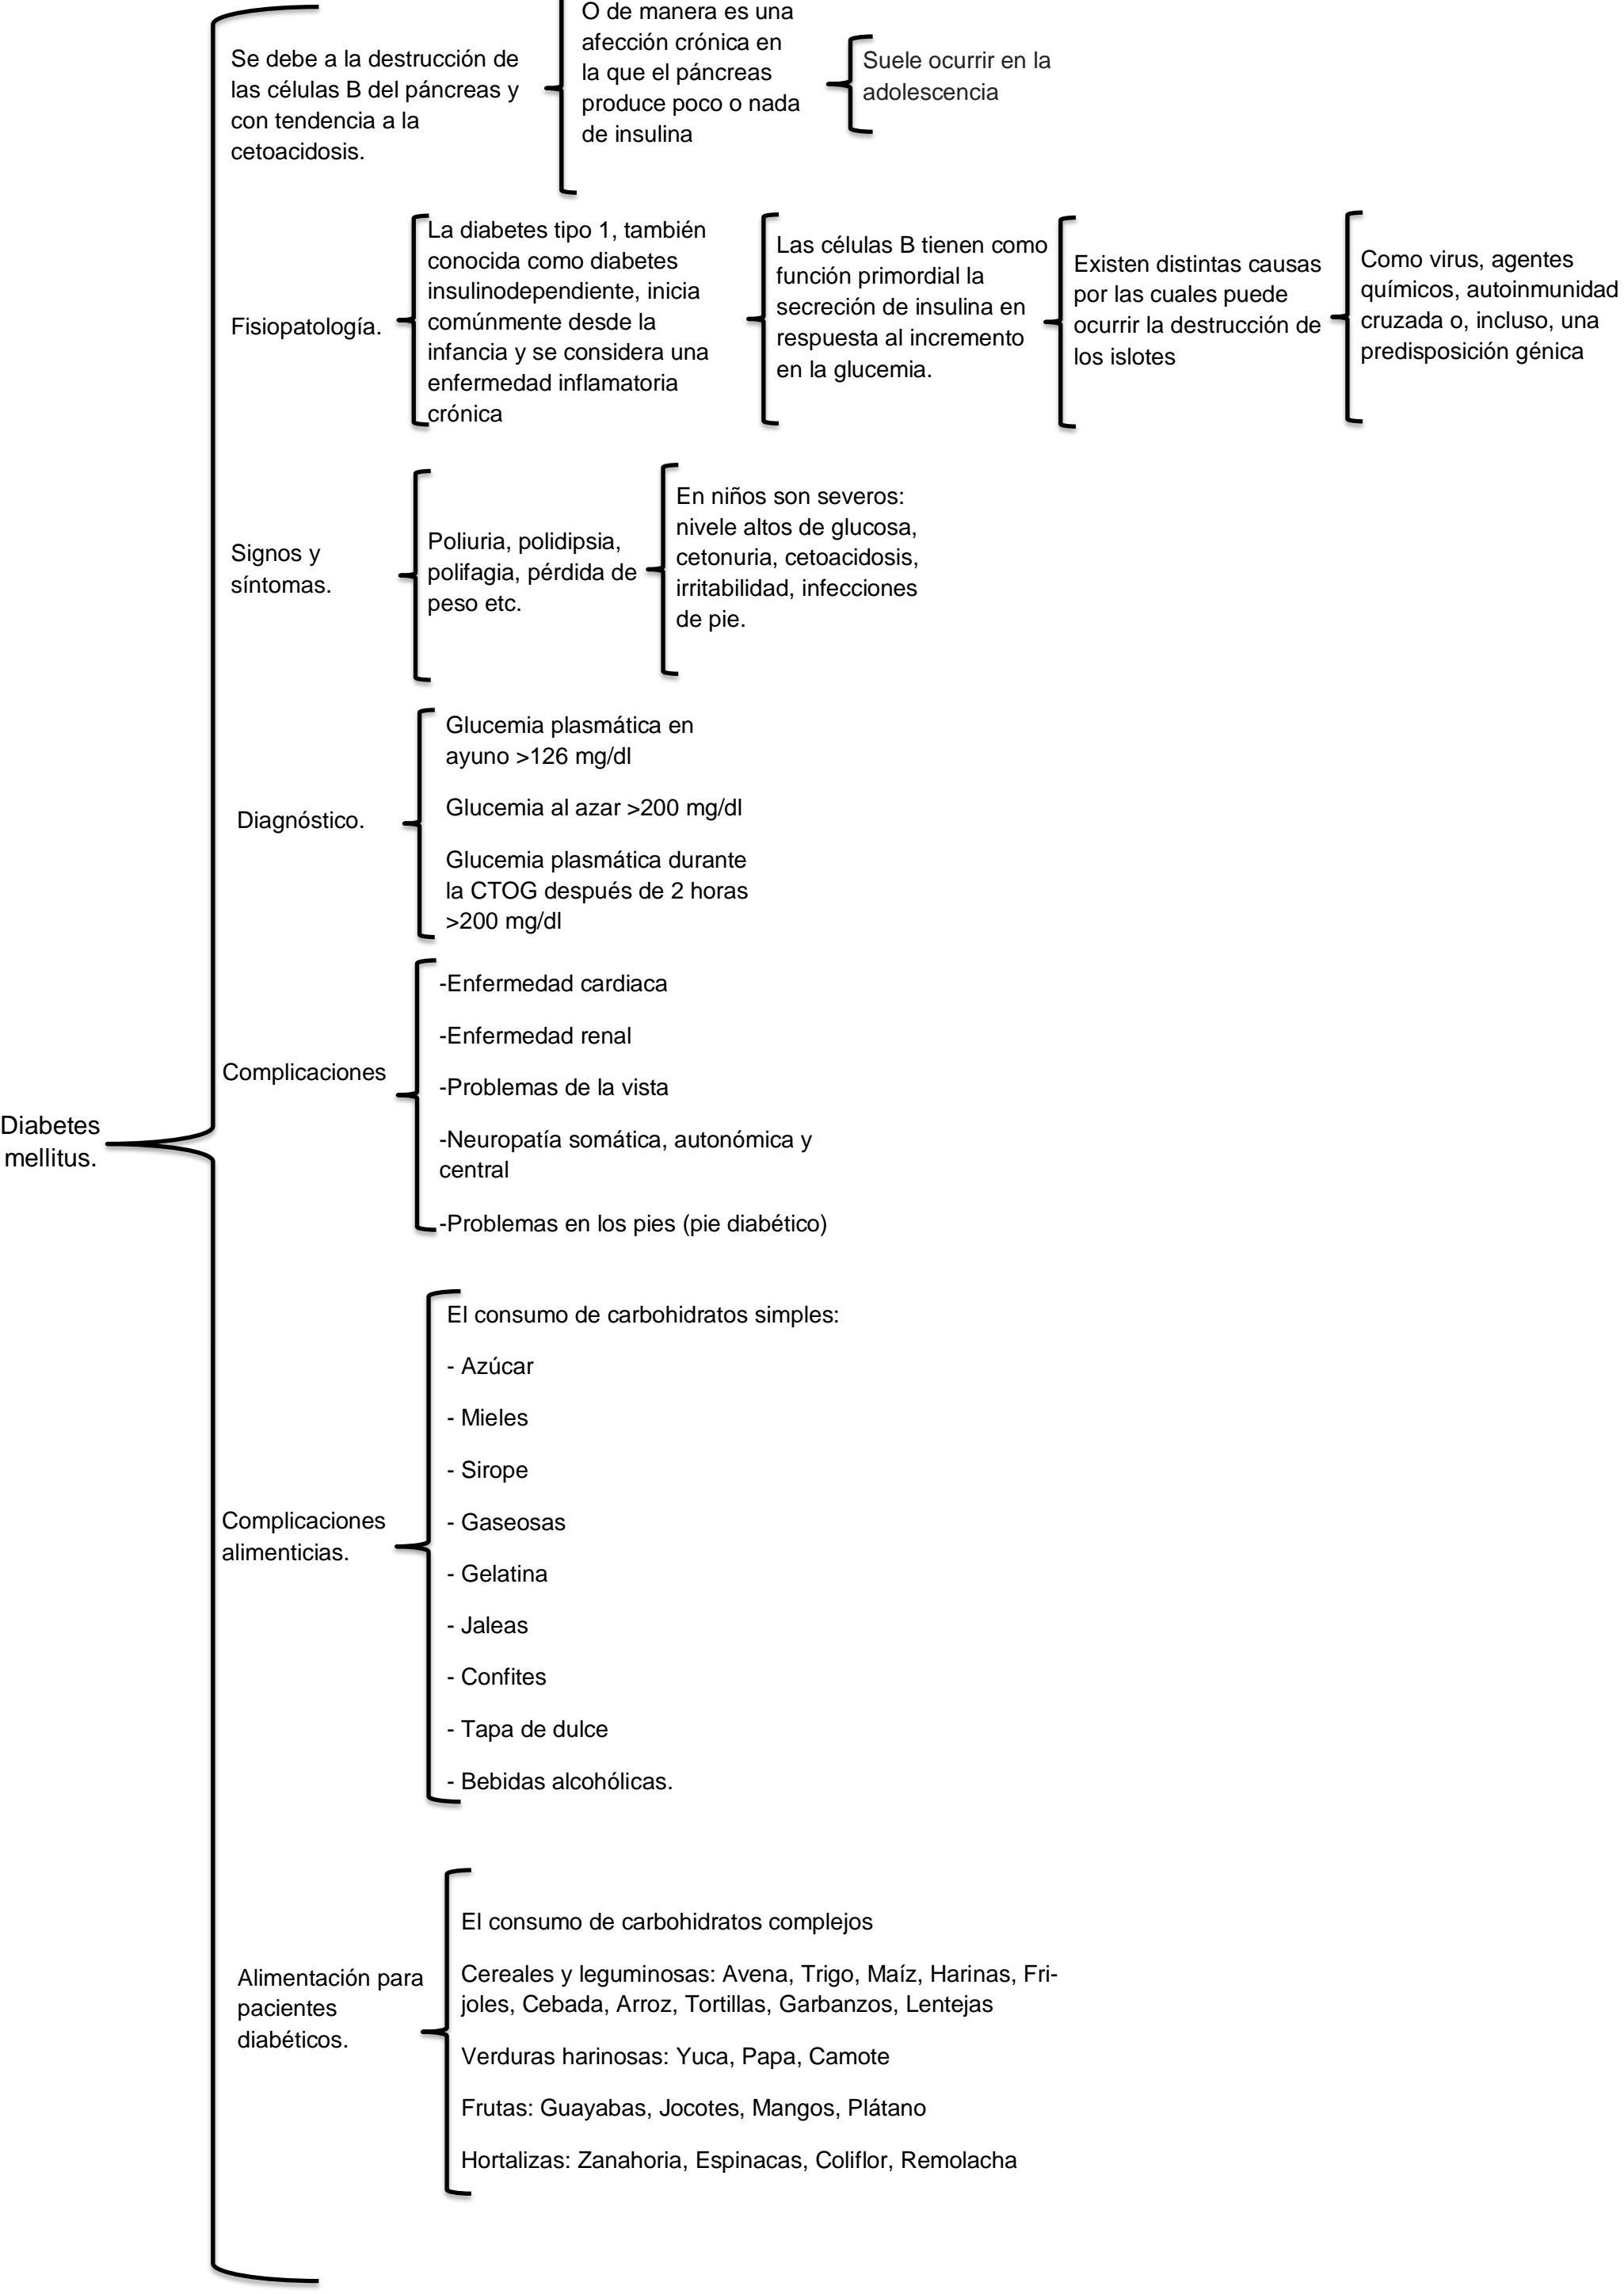 O de manera es una
afección crónica en
la que el páncreas
produce poco o nada
de insulina
Se debe a la destrucción de
las células B del páncreas y
con tendencia a la
cetoacidosis.
Suele ocurrir en la
adolescencia
Fisiopatología.
La diabetes tipo 1, también
conocida como diabetes
insulinodependiente, inicia
comúnmente desde la
infancia y se considera una
enfermedad inflamatoria
crónica
Las células B tienen como
función primordial la
secreción de insulina en
respuesta al incremento
en la glucemia.
Existen distintas causas
por las cuales puede
ocurrir la destrucción de
los islotes
Como virus, agentes
químicos, autoinmunidad
cruzada o, incluso, una
predisposición génica
Signos y
síntomas.
Poliuria, polidipsia,
polifagia, pérdida de
peso etc.
En niños son severos:
nivele altos de glucosa,
cetonuria, cetoacidosis,
irritabilidad, infecciones
de pie.
Diagnóstico.
Glucemia plasmática en
ayuno >126 mg/dl
Glucemia al azar >200 mg/dl
Glucemia plasmática durante
la CTOG después de 2 horas
>200 mg/dl
Complicaciones
-Enfermedad cardiaca
-Enfermedad renal
-Problemas de la vista
-Neuropatía somática, autonómica y
central
-Problemas en los pies (pie diabético)
Diabetes
mellitus.
Complicaciones
alimenticias.
El consumo de carbohidratos simples:
- Azúcar
- Mieles
- Sirope
- Gaseosas
- Gelatina
- Jaleas
- Confites
- Tapa de dulce
- Bebidas alcohólicas.
Alimentación para
pacientes
diabéticos.
El consumo de carbohidratos complejos
Cereales y leguminosas: Avena, Trigo, Maíz, Harinas, Fri-
joles, Cebada, Arroz, Tortillas, Garbanzos, Lentejas
Verduras harinosas: Yuca, Papa, Camote
Frutas: Guayabas, Jocotes, Mangos, Plátano
Hortalizas: Zanahoria, Espinacas, Coliflor, Remolacha